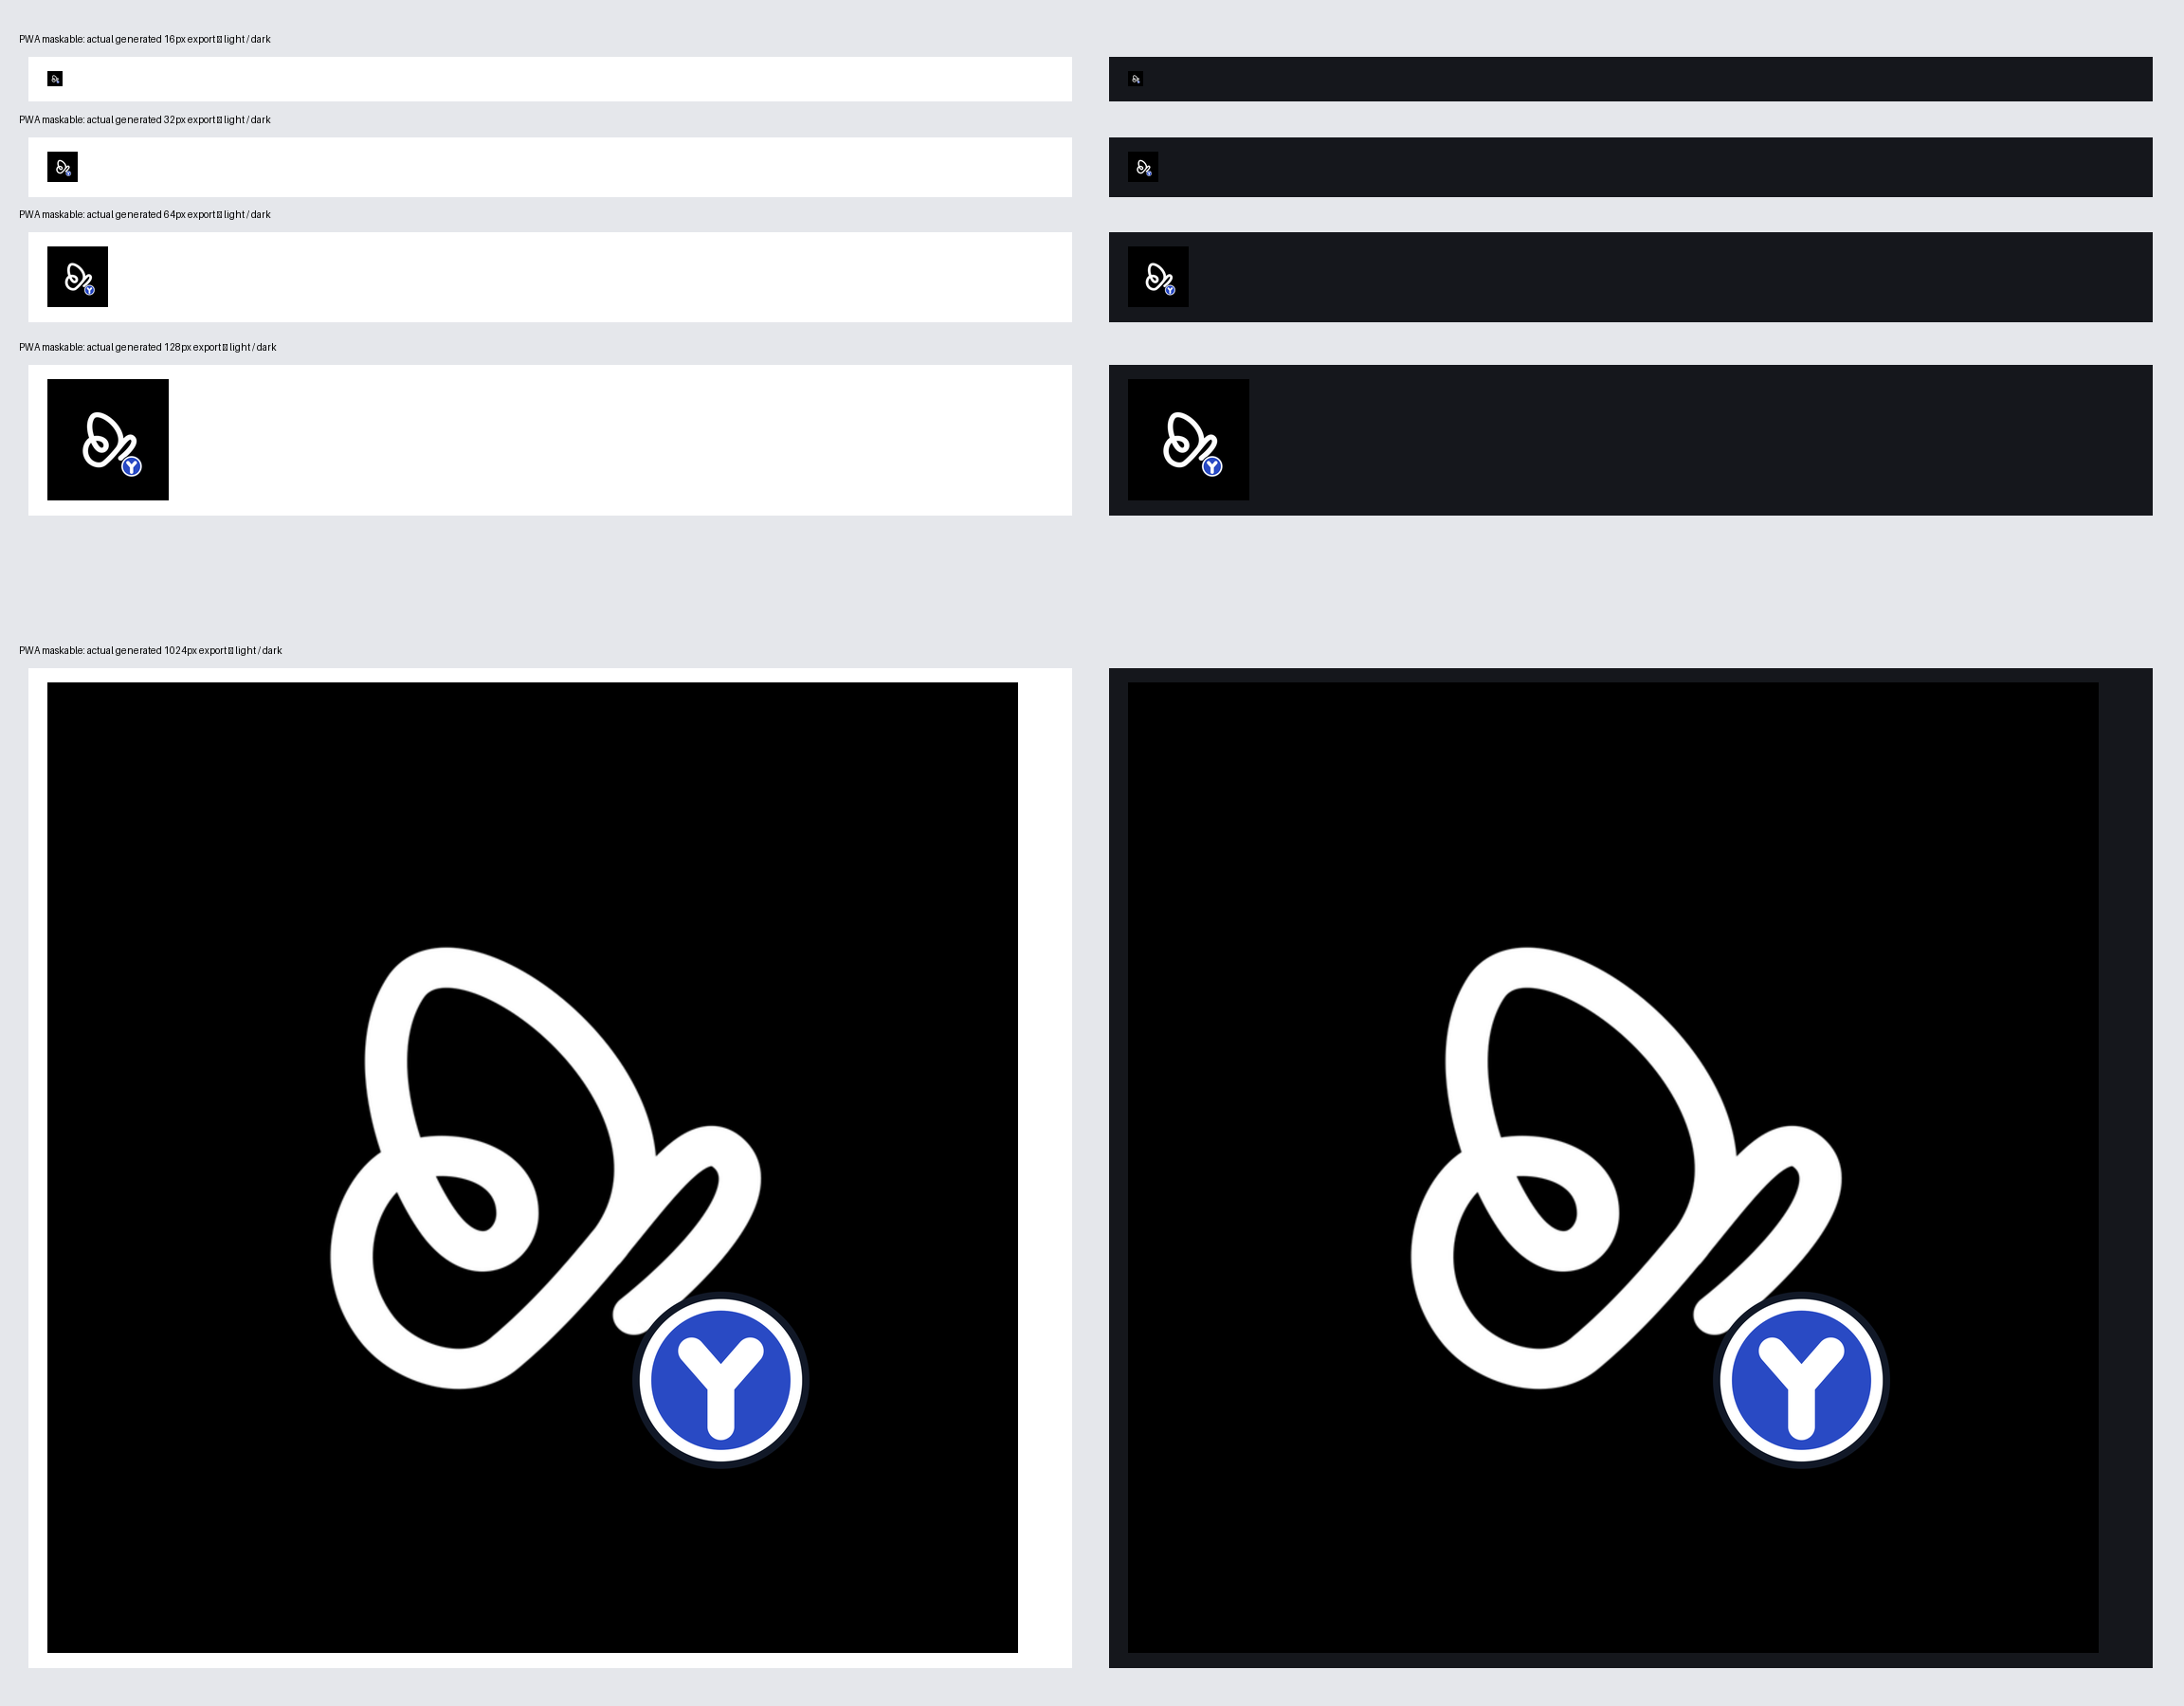 PWA maskable: actual generated 16px export ▯ light / dark
PWA maskable: actual generated 32px export ▯ light / dark
Y
PWA maskable: actual generated 64px export ▯ light / dark
Y
Y
PWA maskable: actual generated 128px export ▯ light / dark
Y
Y
PWA maskable: actual generated 1024px export ▯ light / dark
Y
Y